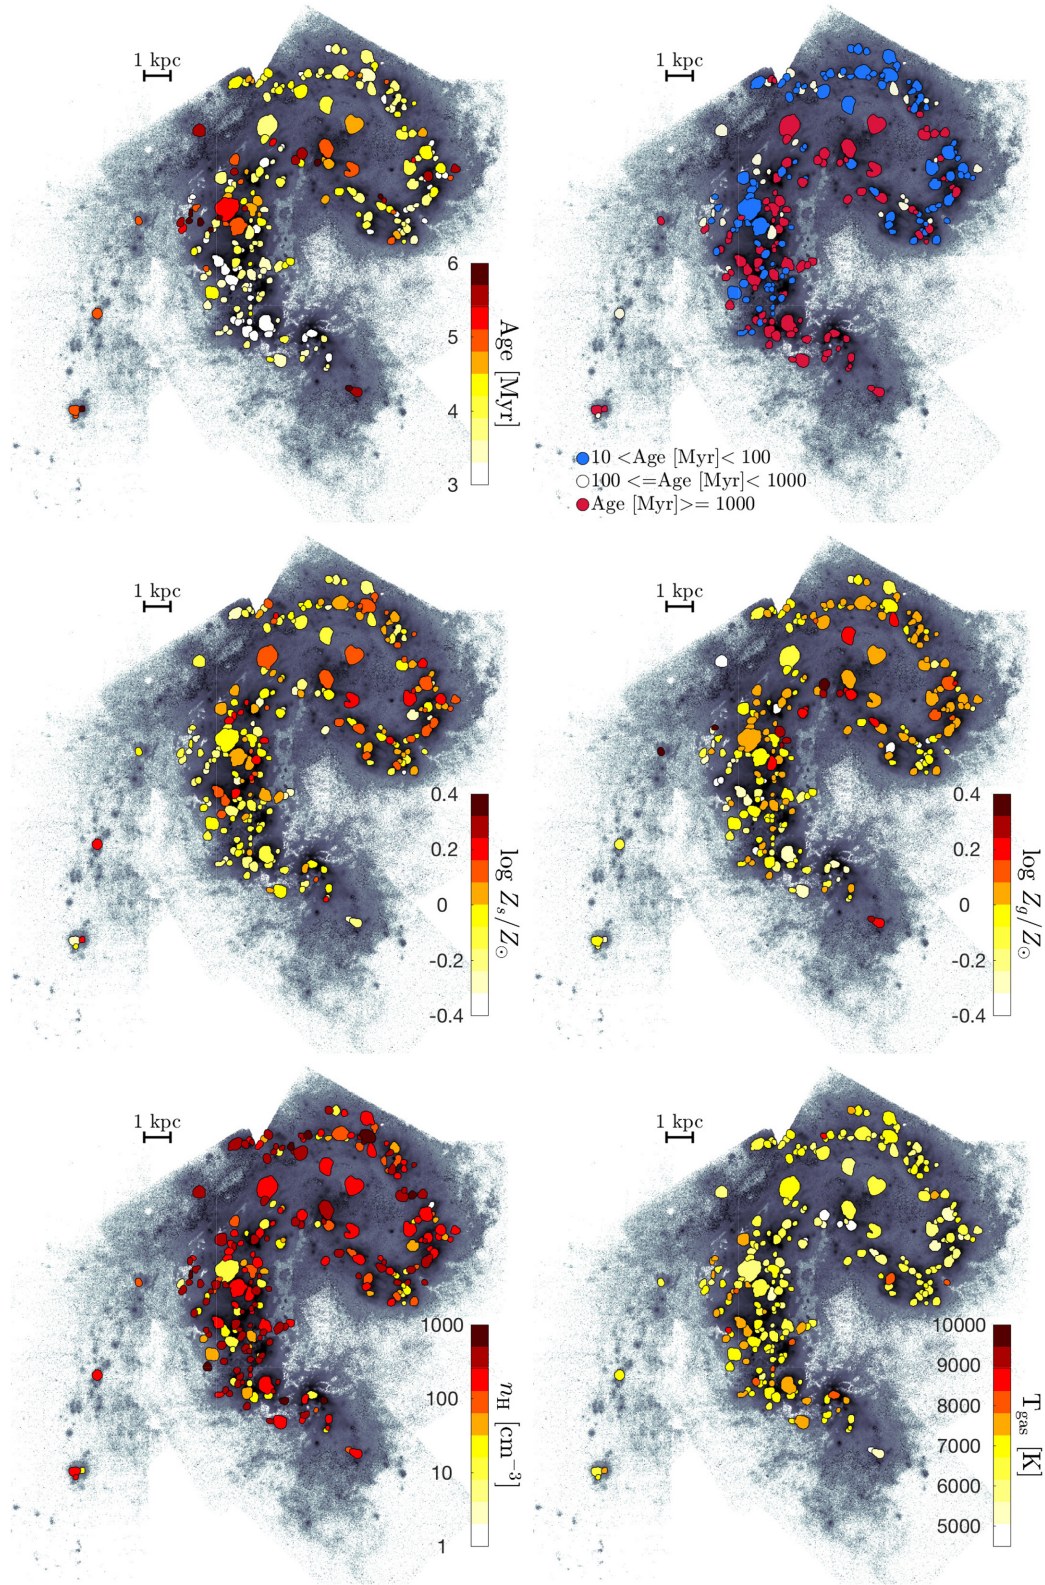 1 kpc
6
5
4
3
Age [Myr]
1 kpc
10 <Age [Myr]< 100
100 <=Age [Myr]< 1000
Age [Myr]>= 1000
1 kpc
0.4
0.2
0
-0.2
-0.4
log Z_s/Z_⊙
1 kpc
0.4
0.2
0
-0.2
-0.4
log Z_g/Z_⊙
1 kpc
1000
100
10
1
n_H [cm⁻³]
1 kpc
10000
9000
8000
7000
6000
5000
T_gas [K]